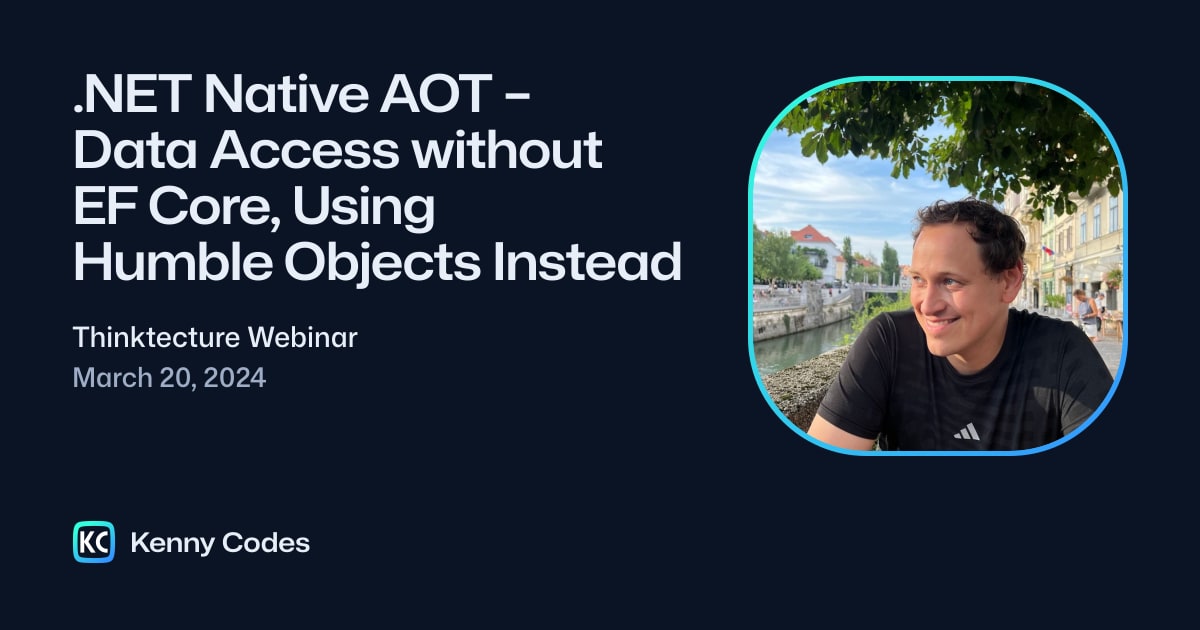 .NET Native AOT –
Data Access without
EF Core, Using
Humble Objects Instead
Thinktecture Webinar
March 20, 2024
KC Kenny Codes